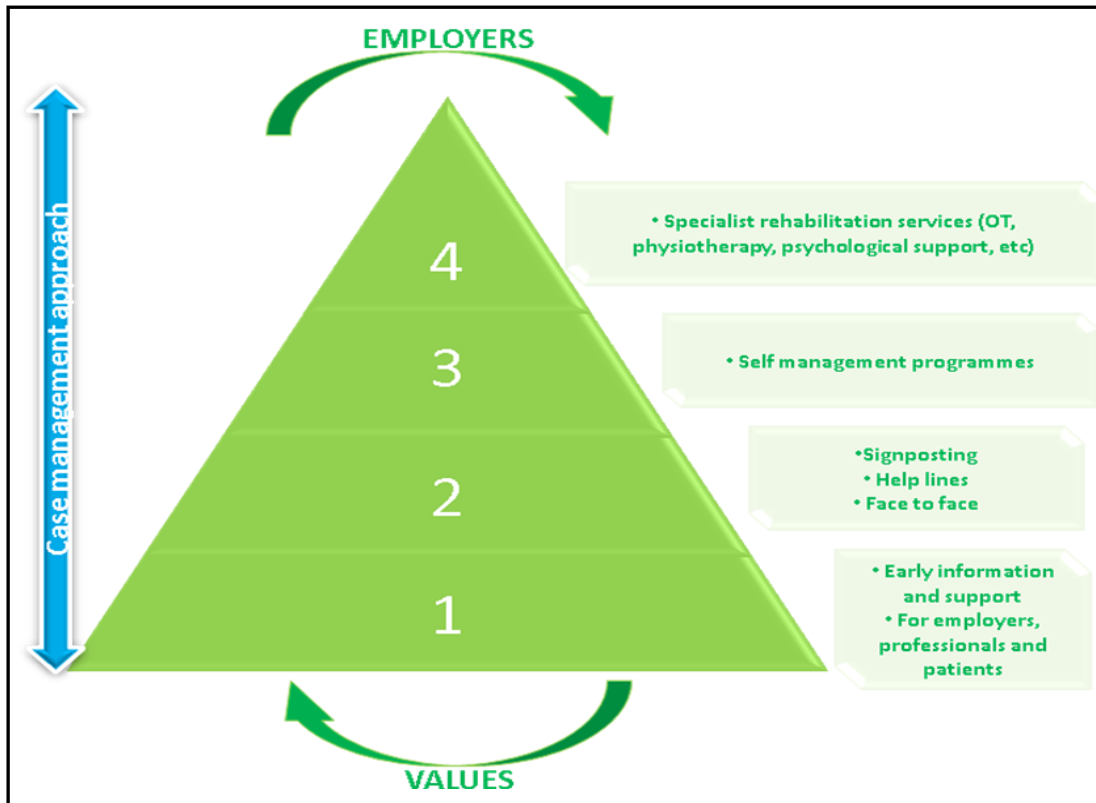 EMPLOYERS
Case management approach
4
• Specialist rehabilitation services (OT,
physiotherapy, psychological support, etc)
3
• Self management programmes
2
•Signposting
• Help lines
• Face to face
1
• Early information
and support
• For employers,
professionals and
patients
VALUES